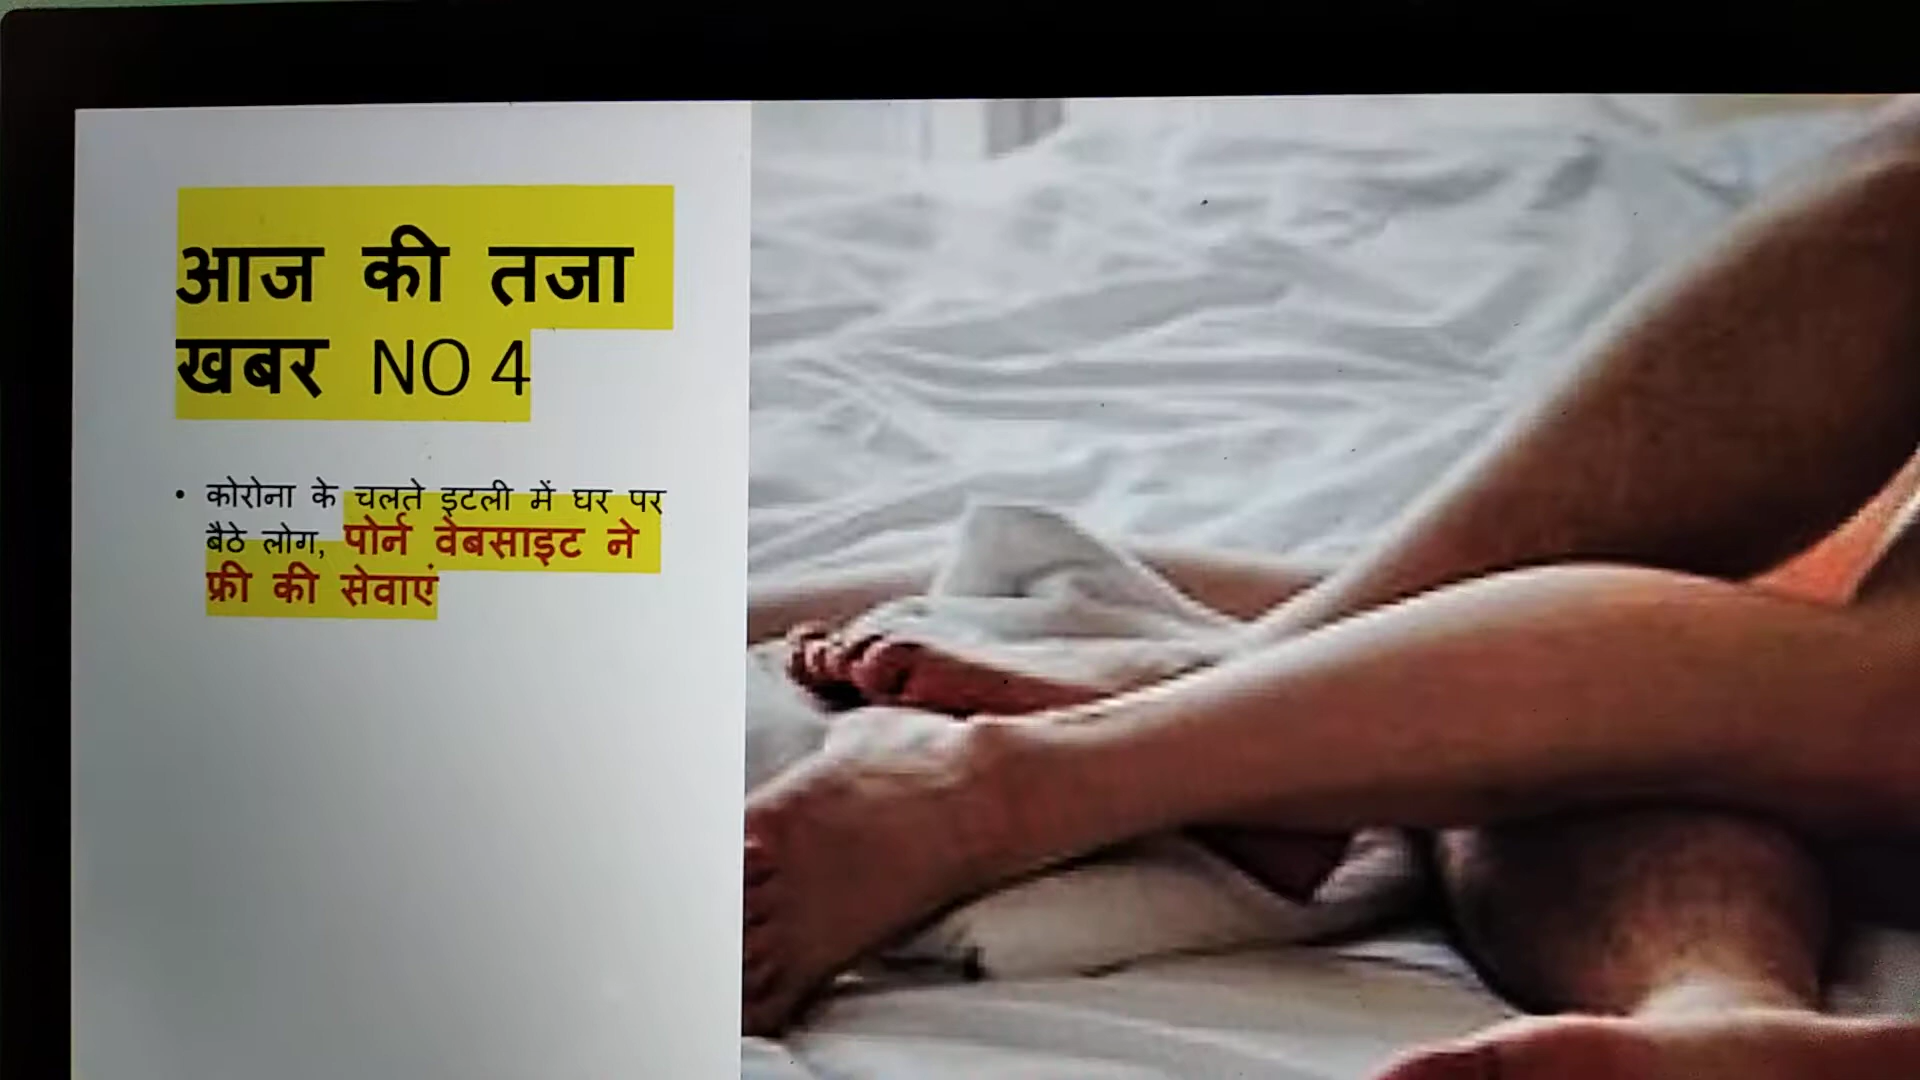 आज की तजा
खबर NO 4
• कोरोना के चलते इटली में घर पर
बैठे लोग, पोर्न वेबसाइट ने
फ्री की सेवाएं